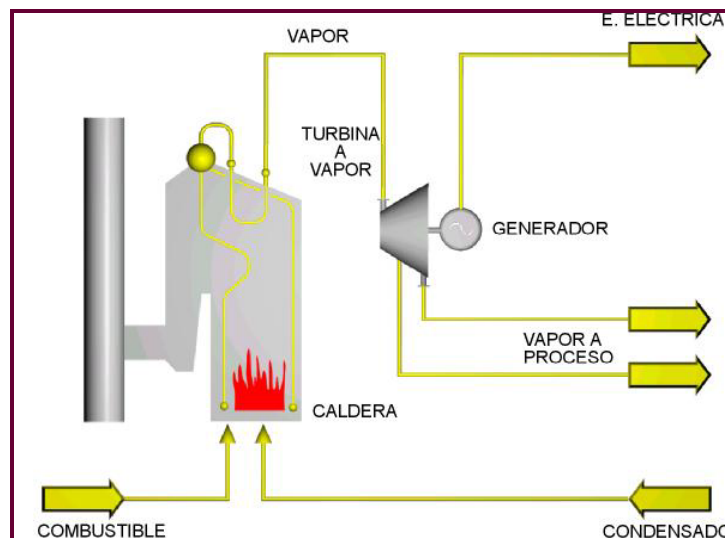 E. ELECTRICA
VAPOR
TURBINA
A
VAPOR
GENERADOR
VAPOR A
PROCESO
CALDERA
COMBUSTIBLE
CONDENSADO